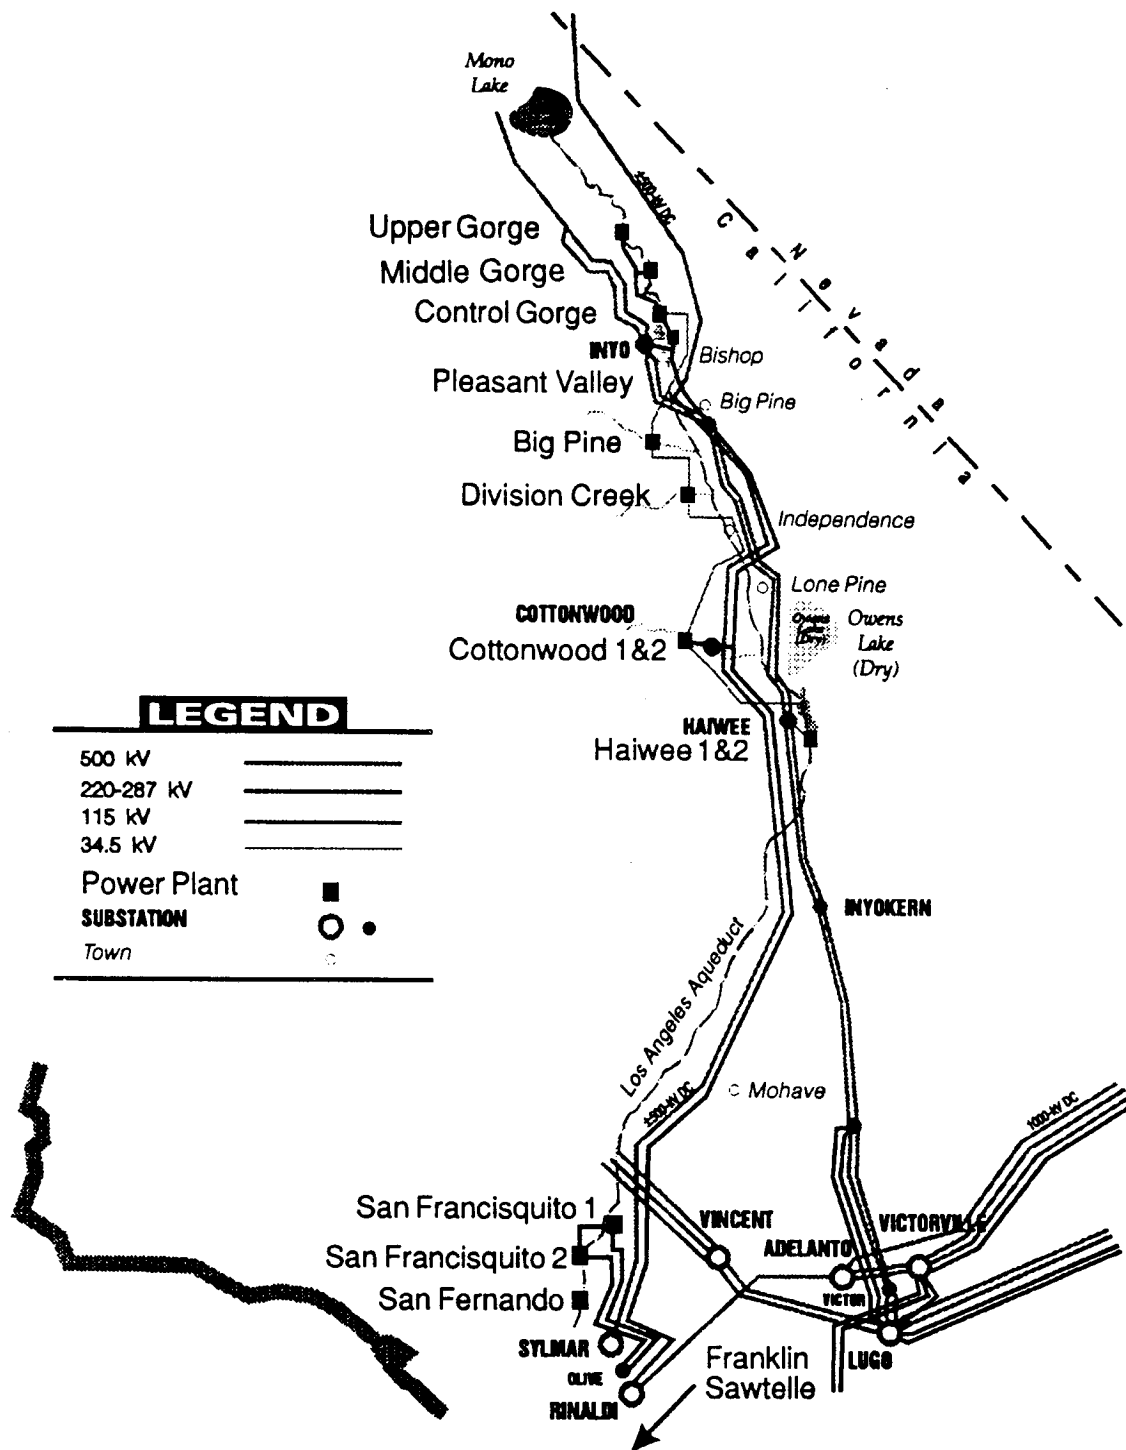 Mono
Lake
±500-kV DC
Nevada
California
Upper Gorge
Middle Gorge
Control Gorge
INYO
Bishop
Pleasant Valley
Big Pine
Big Pine
Division Creek
Independence
Lone Pine
COTTONWOOD
Cottonwood 1&2
Owens
Lake
(Dry)
Owens
Lake
(Dry)
HAIWEE
Haiwee 1&2
LEGEND
500 kV
220-287 kV
115 kV
34.5 kV
Power Plant
SUBSTATION
Town
INYOKERN
Los Angeles Aqueduct
±500-kV DC
Mohave
1000-kV DC
San Francisquito 1
San Francisquito 2
San Fernando
VINCENT
VICTORVILLE
ADELANTO
VICTOR
SYLMAR
OLIVE
RINALDI
LUGO
Franklin
Sawtelle